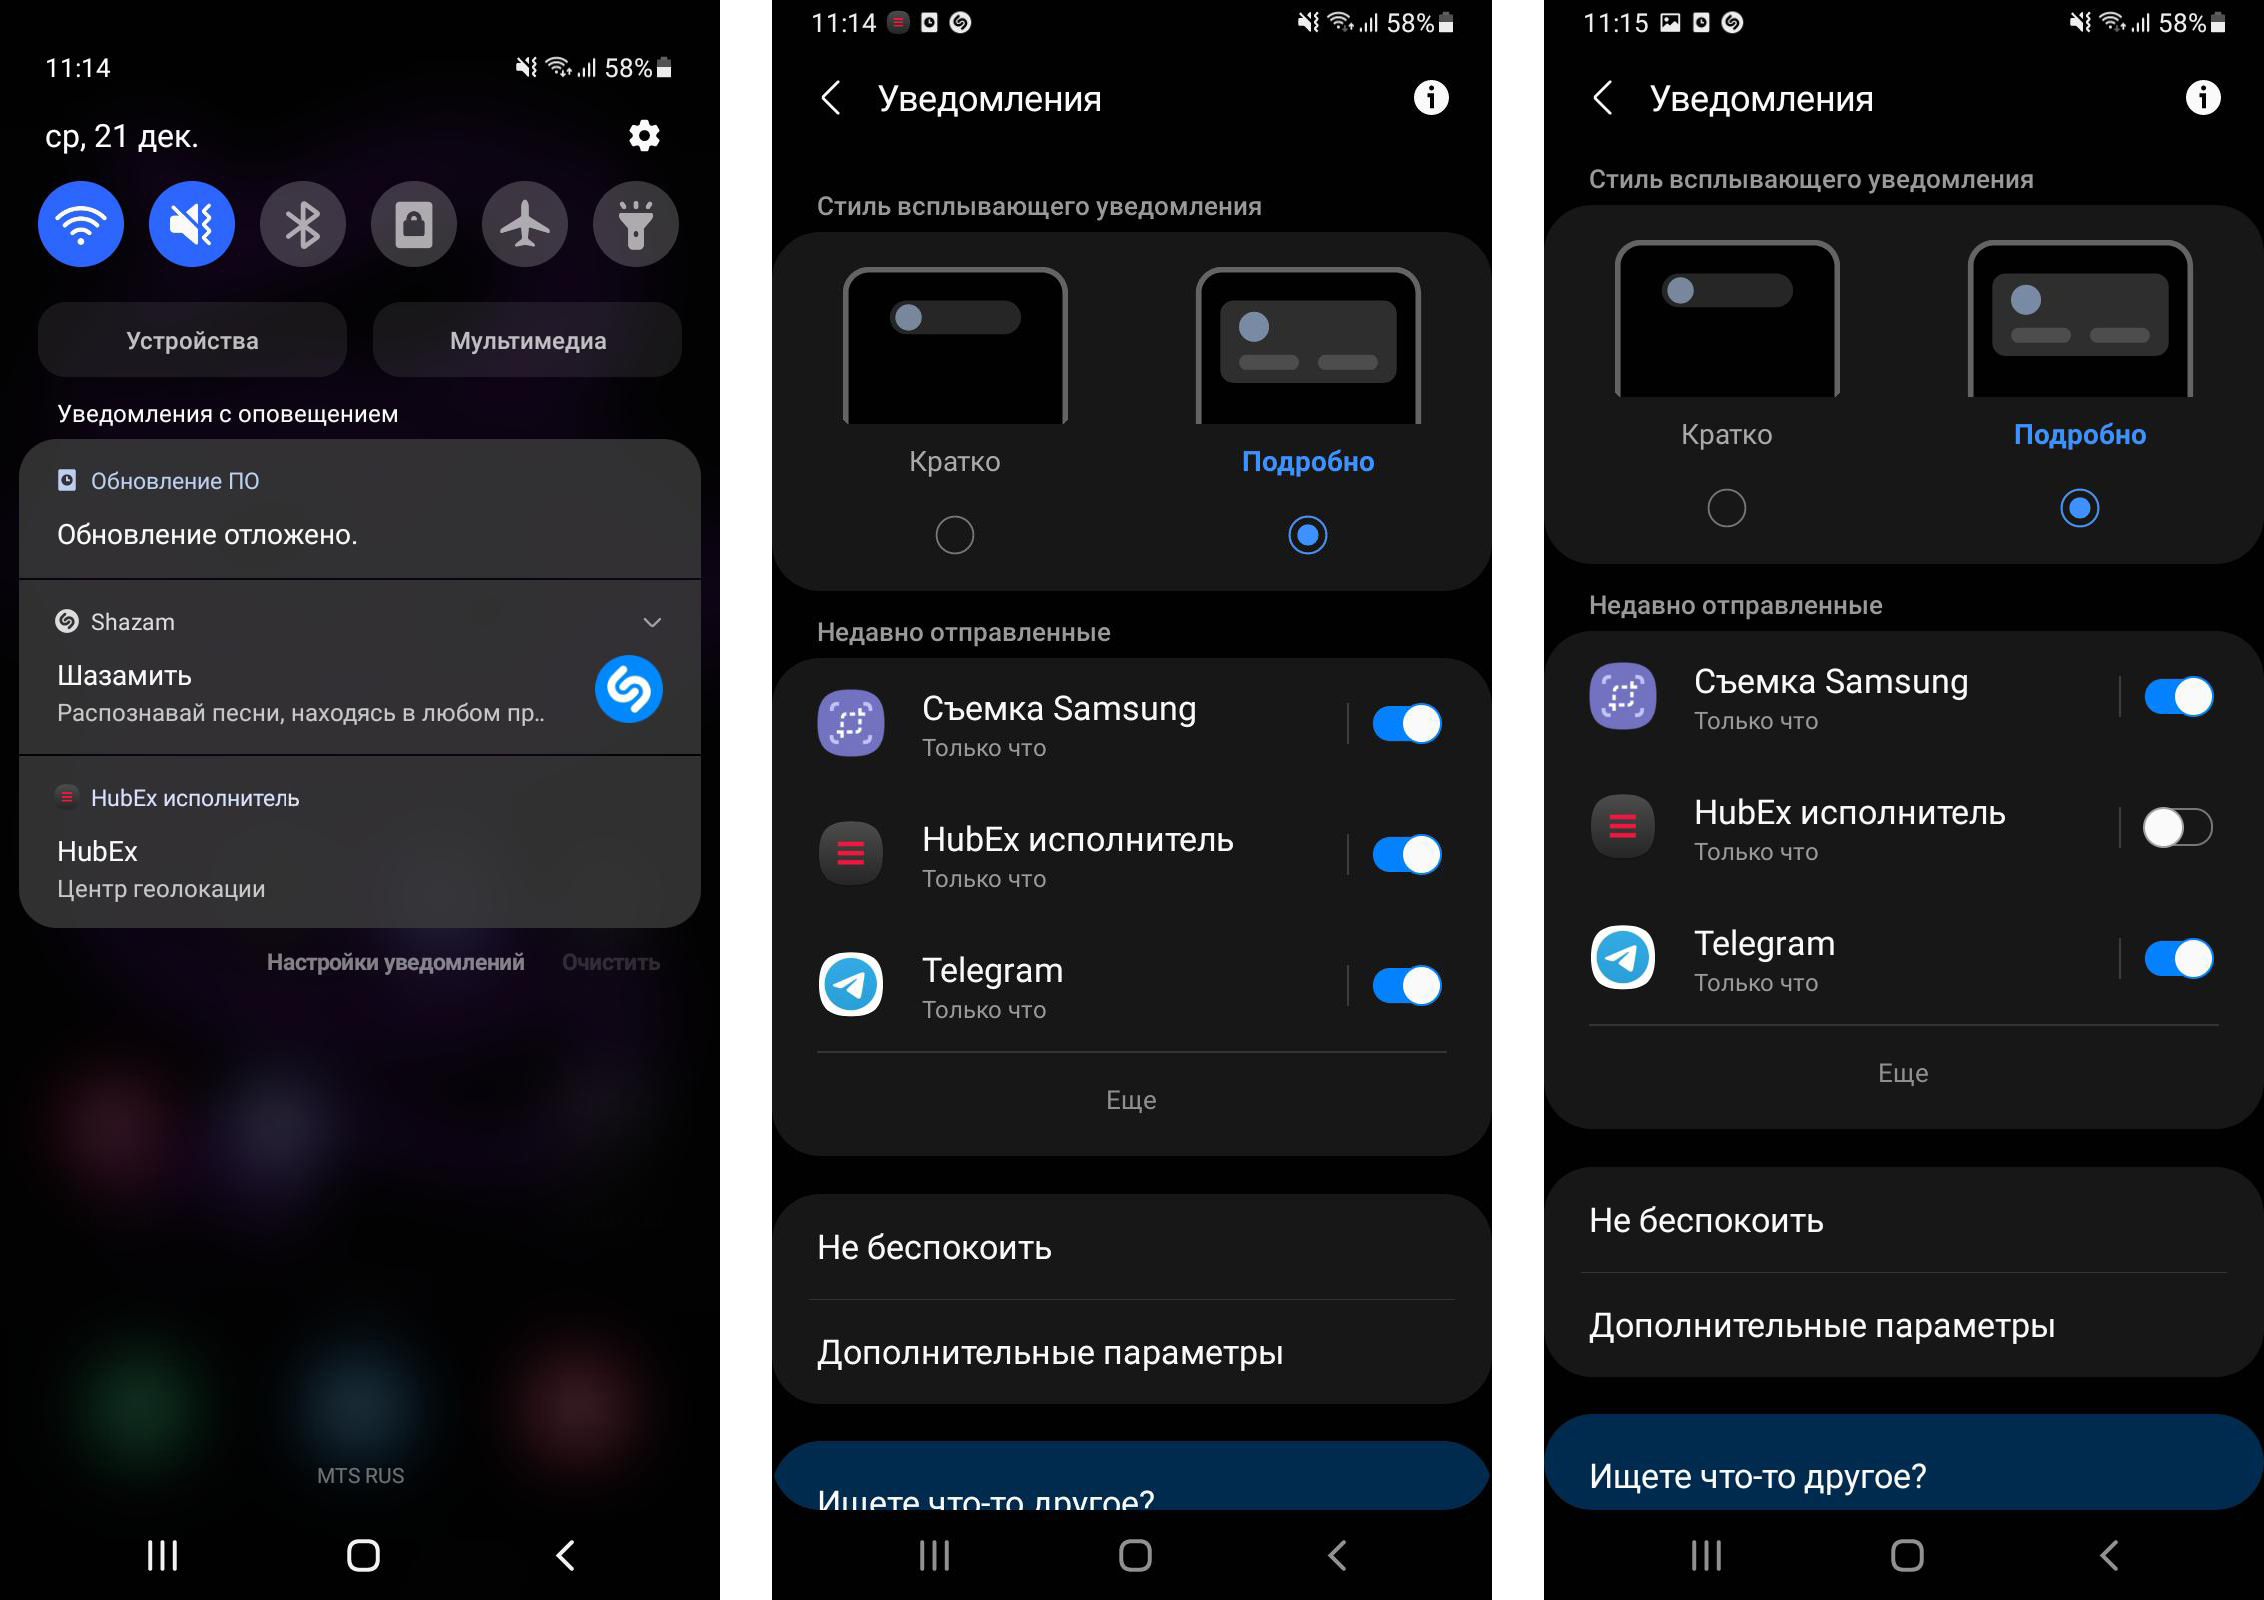 11:14
58%
ср, 21 дек.
Устройства
Мультимедиа
Уведомления с оповещением
Обновление ПО
Обновление отложено.
Shazam
Шазамить
Распознавай песни, находясь в любом пр..
HubEx исполнитель
HubEx
Центр геолокации
Настройки уведомлений
Очистить
MTS RUS
11:14
58%
Уведомления
Стиль всплывающего уведомления
Кратко
Подробно
Недавно отправленные
Съемка Samsung
Только что
HubEx исполнитель
Только что
Telegram
Только что
Еще
Не беспокоить
Дополнительные параметры
Ищете что-то другое?
11:15
58%
Уведомления
Стиль всплывающего уведомления
Кратко
Подробно
Недавно отправленные
Съемка Samsung
Только что
HubEx исполнитель
Только что
Telegram
Только что
Еще
Не беспокоить
Дополнительные параметры
Ищете что-то другое?